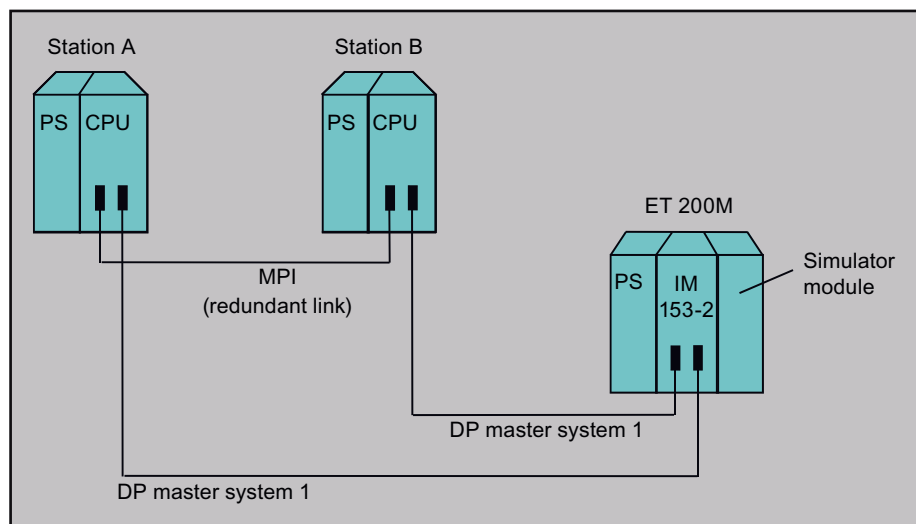 Station A
Station B
PS CPU
PS CPU
ET 200M
MPI
(redundant link)
PS
IM
153-2
Simulator
module
DP master system 1
DP master system 1